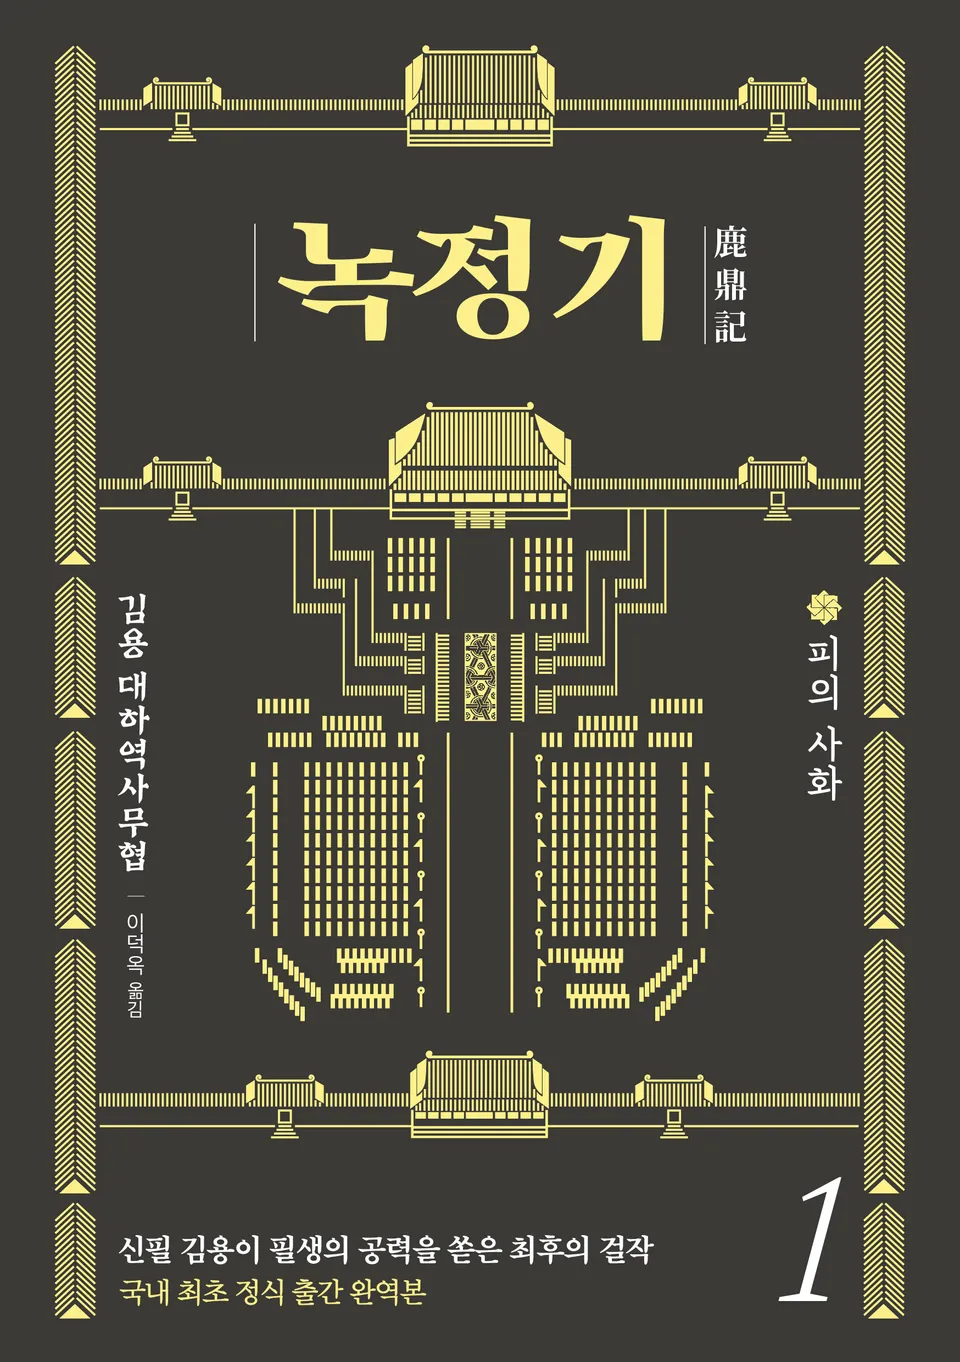 녹정기
鹿鼎記
피의 사화
김용 대하역사무협
이덕옥 옮김
신필 김용이 필생의 공력을 쏟은 최후의 걸작
국내 최초 정식 출간 완역본
1